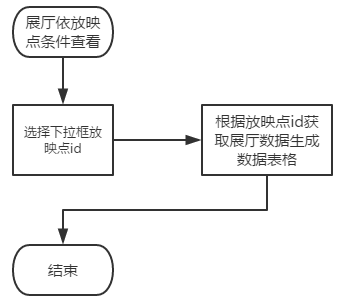 展厅依放映
点条件查看
选择下拉框放
映点id
根据放映点id获
取展厅数据生成
数据表格
结束